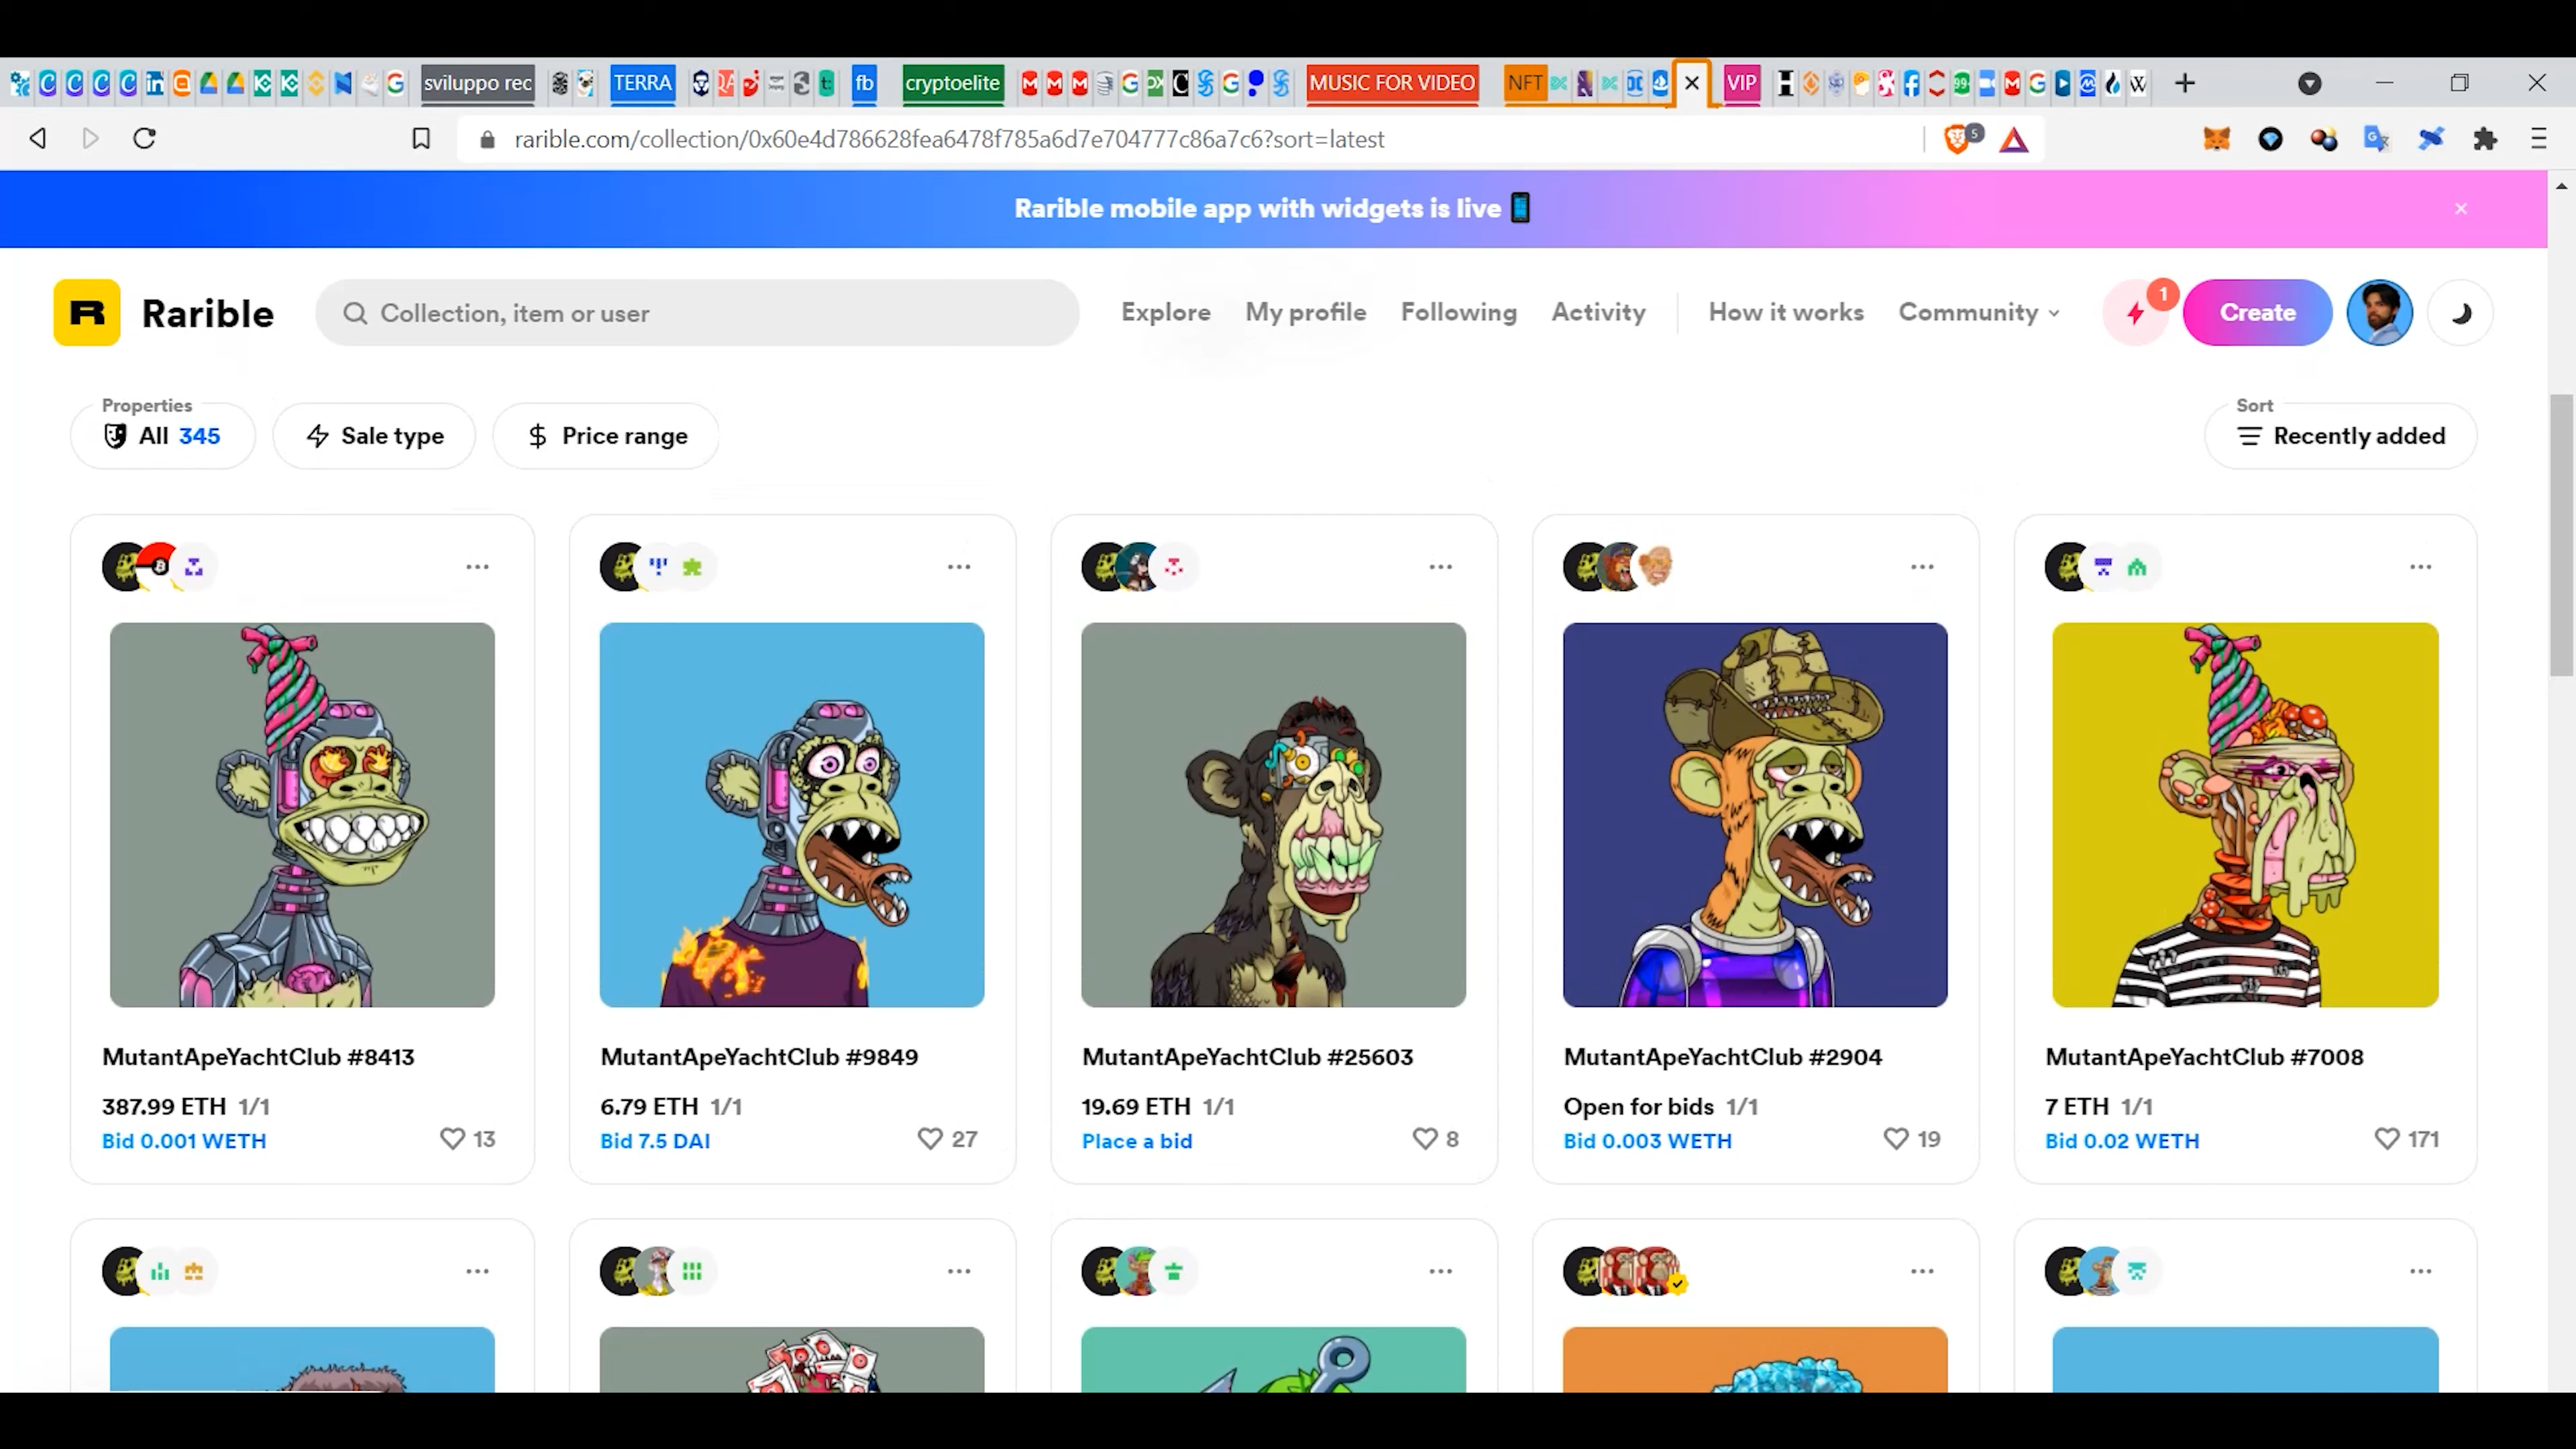 sviluppo rec TERRA fb cryptoelite MUSIC FOR VIDEO NFT VIP
rarible.com/collection/0x60e4d786628fea6478f785a6d7e704777c86a7c6?sort=latest 5
Rarible mobile app with widgets is live
R Rarible Collection, item or user Explore My profile Following Activity How it works Community 1 Create
Properties Sort
All 345 Sale type $ Price range Recently added
MutantApeYachtClub #8413
387.99 ETH 1/1
Bid 0.001 WETH 13
MutantApeYachtClub #9849
6.79 ETH 1/1
Bid 7.5 DAI 27
MutantApeYachtClub #25603
19.69 ETH 1/1
Place a bid 8
MutantApeYachtClub #2904
Open for bids 1/1
Bid 0.003 WETH 19
MutantApeYachtClub #7008
7 ETH 1/1
Bid 0.02 WETH 171